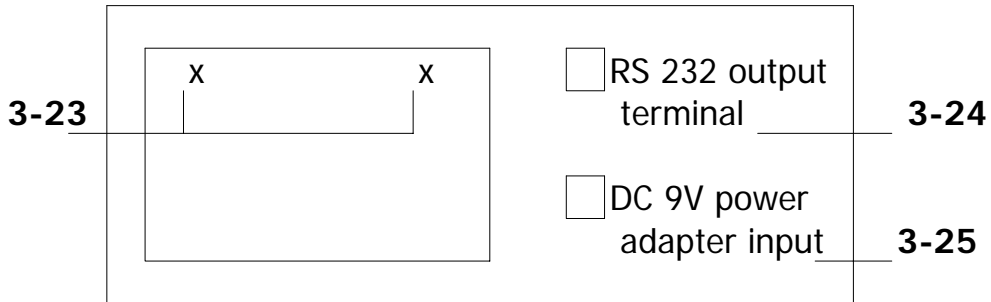 x x
RS 232 output
terminal
3-23
3-24
DC 9V power
adapter input
3-25